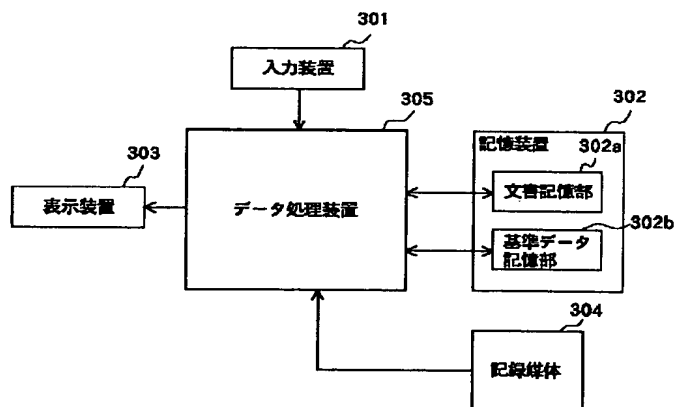 301
入力装置
305
302
303
記憶装置
302a
表示装置
データ処理装置
文書記憶部
302b
基準データ
記憶部
304
記録媒体